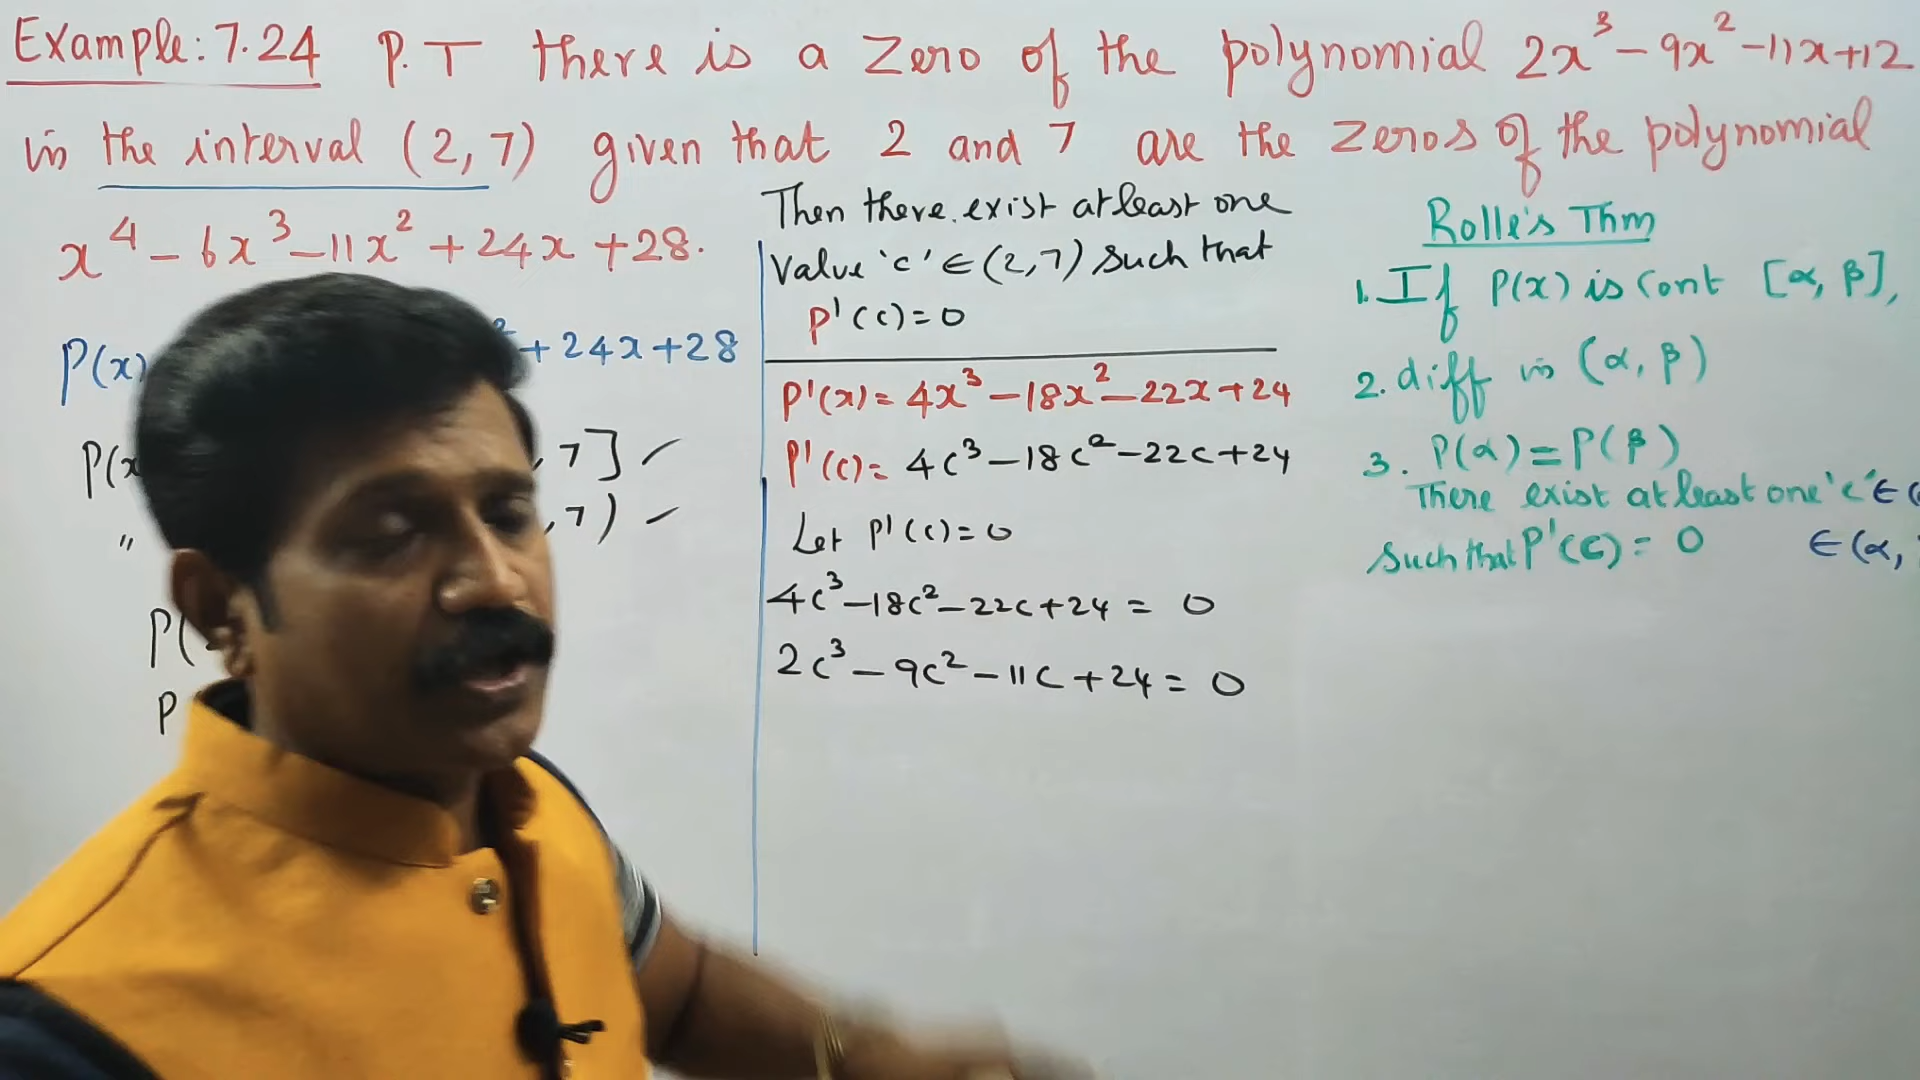 Example: 7.24 P.T there is a zero of the polynomial 2x³-9x²-11x+12
in the interval (2, 7) given that 2 and 7 are the zeros of the polynomial
x⁴-6x³-11x²+24x+28.
P(x) +24x+28
P(x , 7] ✓
" ,7) ✓
P(
P
Then there exist atleast one
Value 'c' ∈ (2,7) such that
P'(c)=0
P'(x)= 4x³-18x²-22x+24
P'(c)= 4c³-18c²-22c+24
Let P'(c)=0
4c³-18c²-22c+24 = 0
2c³-9c²-11c+24 = 0
Rolle's Thm
1. If P(x) is Cont [α, β],
2. diff in (α, β)
3. P(α)=P(β)
There exist atleast one 'c' ∈ (
such that P'(c)= 0 ∈ (α,